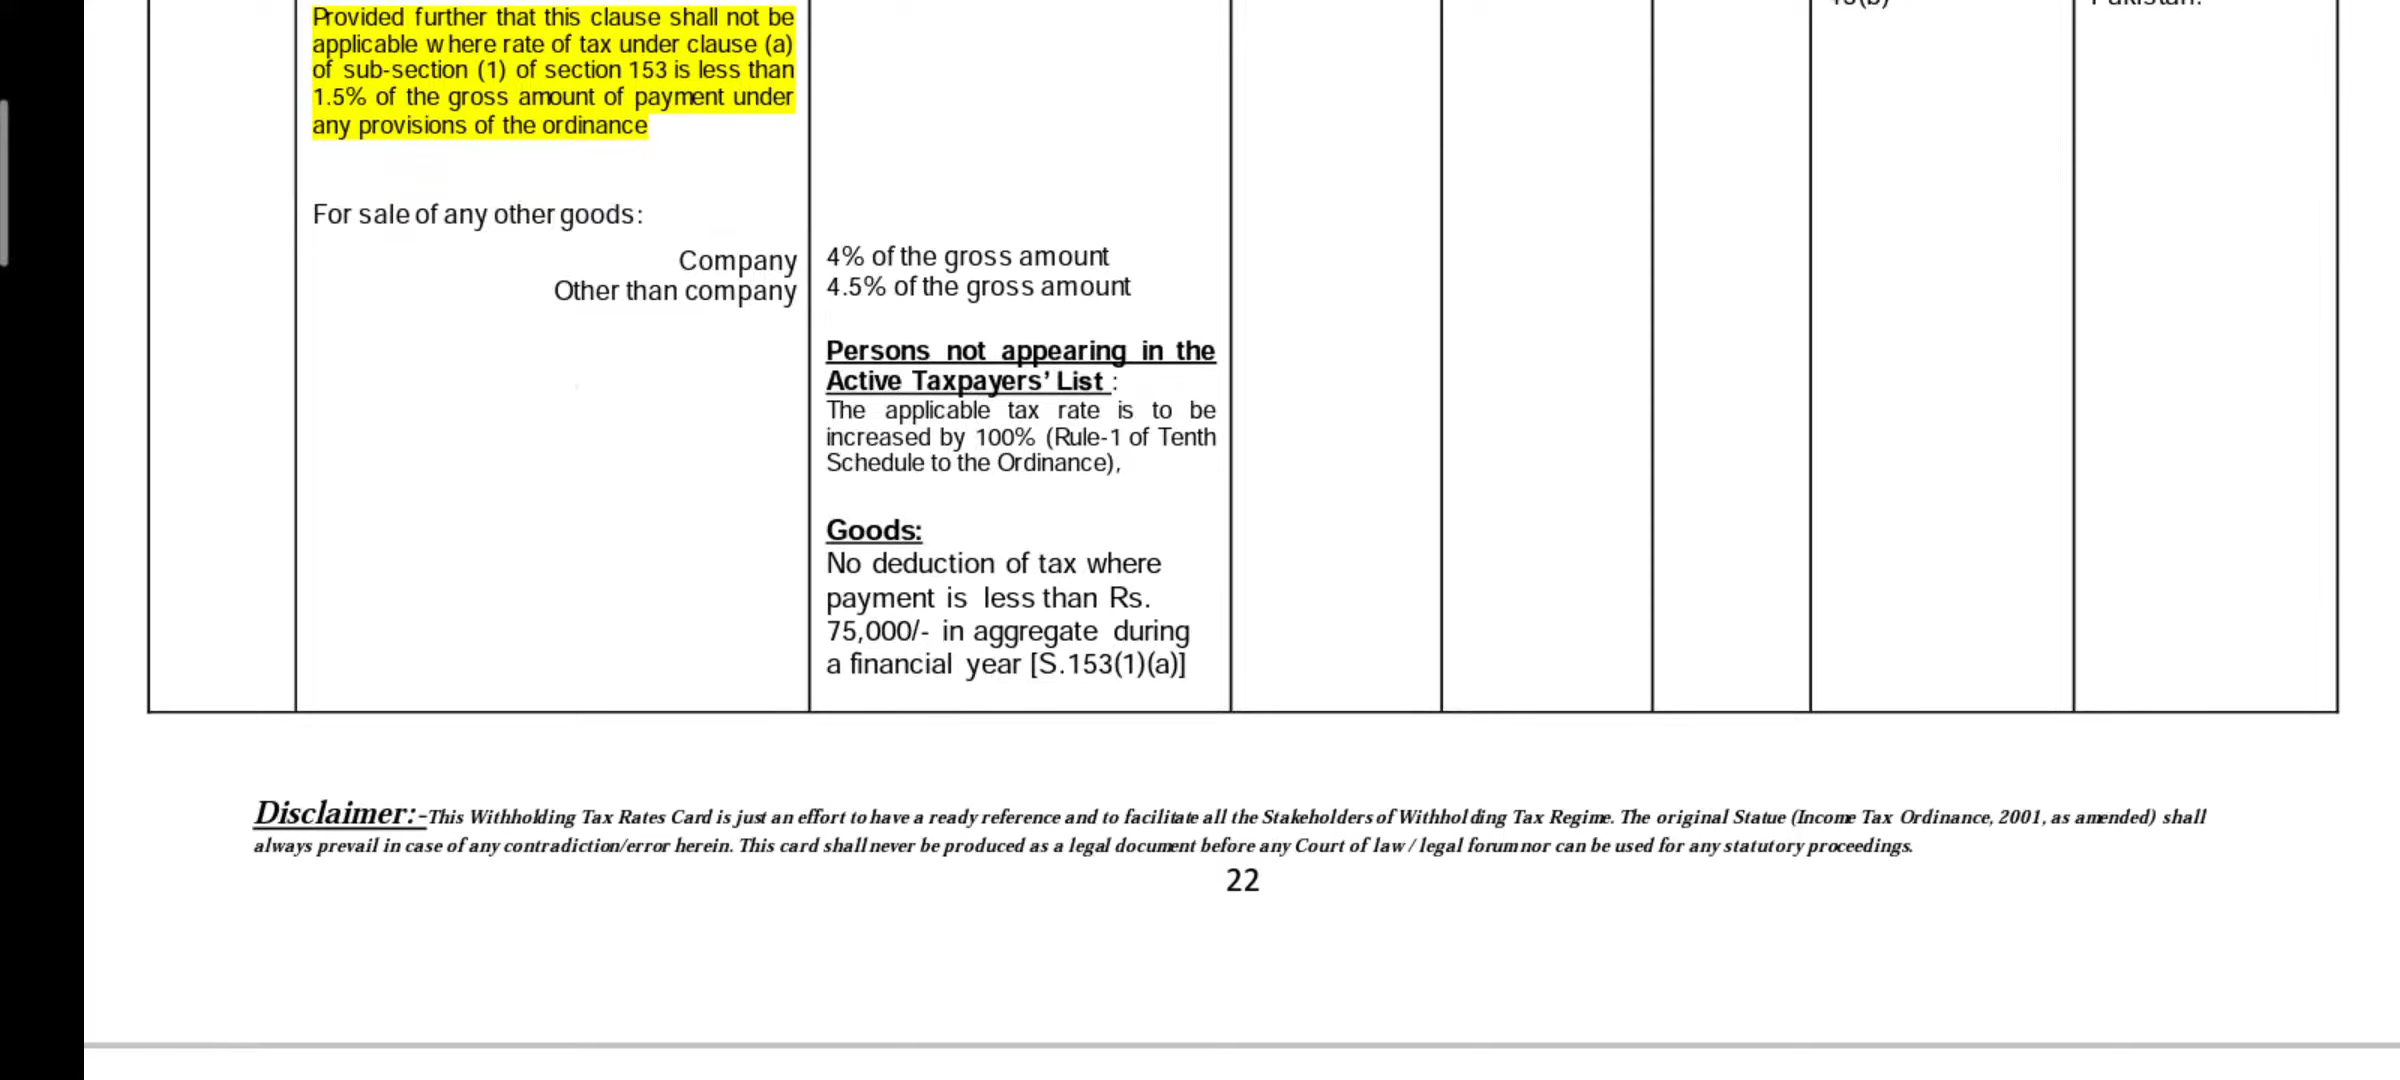 Provided further that this clause shall not be
applicable where rate of tax under clause (a)
of sub-section (1) of section 153 is less than
1.5% of the gross amount of payment under
any provisions of the ordinance
For sale of any other goods:
Company
Other than company
4% of the gross amount
4.5% of the gross amount
Persons not appearing in the
Active Taxpayers' List :
The applicable tax rate is to be
increased by 100% (Rule-1 of Tenth
Schedule to the Ordinance),
Goods:
No deduction of tax where
payment is less than Rs.
75,000/- in aggregate during
a financial year [S.153(1)(a)]
Disclaimer:-This Withholding Tax Rates Card is just an effort to have a ready reference and to facilitate all the Stakeholders of Withholding Tax Regime. The original Statue (Income Tax Ordinance, 2001, as amended) shall
always prevail in case of any contradiction/error herein. This card shall never be produced as a legal document before any Court of law / legal forum nor can be used for any statutory proceedings.
22